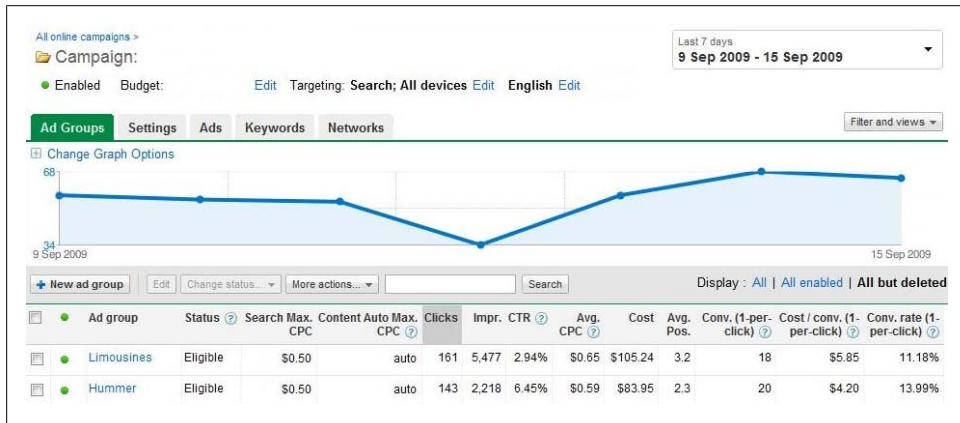 All online campaigns >
Campaign:
Last 7 days
9 Sep 2009 - 15 Sep 2009
Enabled Budget: Edit Targeting: Search; All devices Edit English Edit
Ad Groups Settings Ads Keywords Networks
Filter and views
Change Graph Options
68
34
9 Sep 2009 15 Sep 2009
New ad group Edit Change status... More actions... Search Display : All | All enabled | All but deleted
Ad group Status ? Search Max. CPC Content Auto Max. CPC ? Clicks Impr. CTR ? Avg. CPC ? Cost Avg. Pos. Conv. (1-per-click) ? Cost / conv. (1-per-click) ? Conv. rate (1-per-click) ?
Limousines Eligible $0.50 auto 161 5,477 2.94% $0.65 $105.24 3.2 18 $5.85 11.18%
Hummer Eligible $0.50 auto 143 2,218 6.45% $0.59 $83.95 2.3 20 $4.20 13.99%